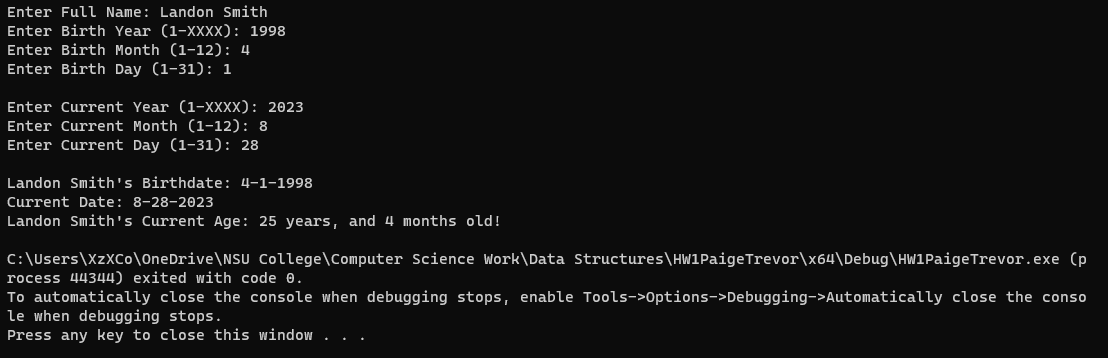 Enter Full Name: Landon Smith
Enter Birth Year (1-XXXX): 1998
Enter Birth Month (1-12): 4
Enter Birth Day (1-31): 1
Enter Current Year (1-XXXX): 2023
Enter Current Month (1-12): 8
Enter Current Day (1-31): 28
Landon Smith's Birthdate: 4-1-1998
Current Date: 8-28-2023
Landon Smith's Current Age: 25 years, and 4 months old!
C:\Users\XzXCo\OneDrive\NSU College\Computer Science Work\Data Structures\HW1PaigeTrevor\x64\Debug\HW1PaigeTrevor.exe (p
rocess 44344) exited with code 0.
To automatically close the console when debugging stops, enable Tools->Options->Debugging->Automatically close the conso
le when debugging stops.
Press any key to close this window . . .